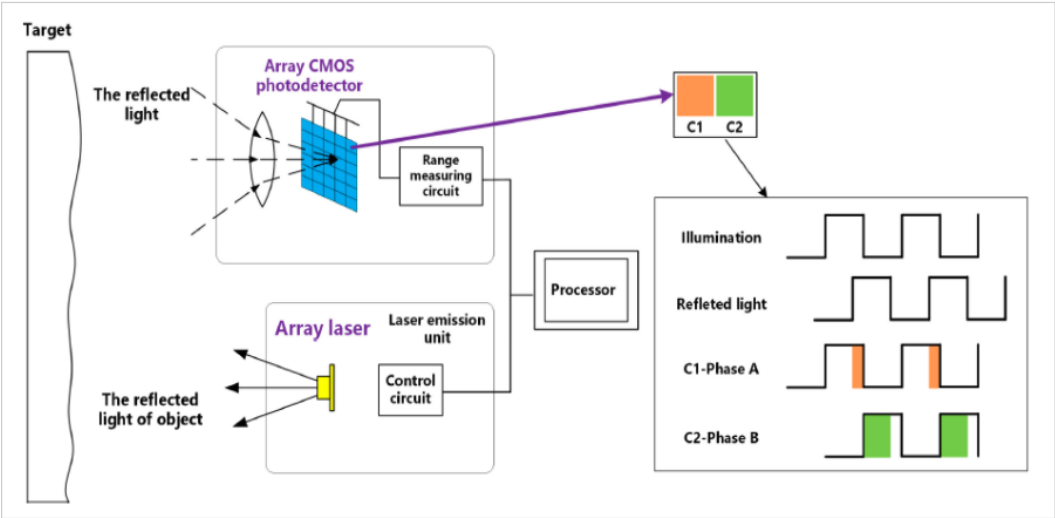 Target
The reflected
light
Array CMOS
photodetector
Range
measuring
circuit
C1 C2
Illumination
Refleted light
C1-Phase A
C2-Phase B
Processor
Array laser
Laser emission
unit
Control
circuit
The reflected
light of object